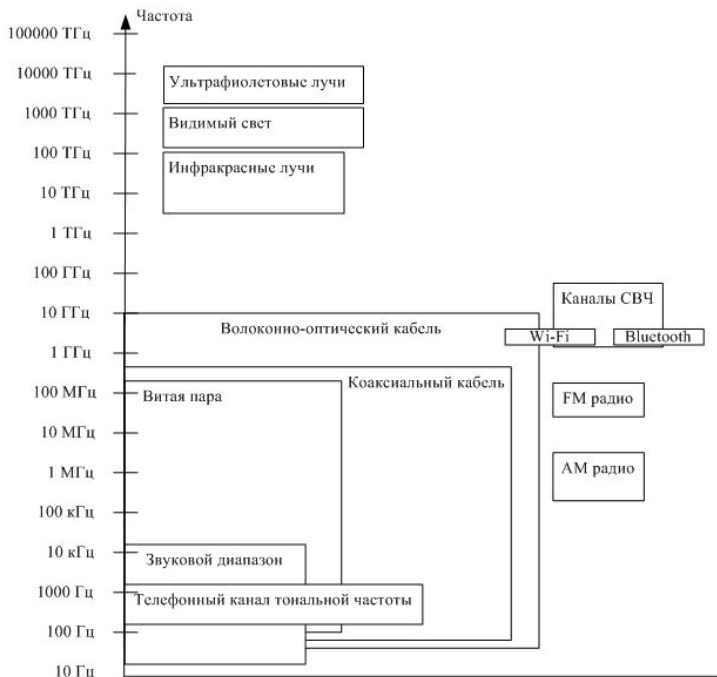 Частота
100000 ТГц
10000 ТГц
Ультрафиолетовые лучи
1000 ТГц
Видимый свет
100 ТГц
Инфракрасные лучи
10 ТГц
1 ТГц
100 ГГц
Каналы СВЧ
10 ГГц
Волоконно-оптический кабель
Wi-Fi
Bluetooth
1 ГГц
Коаксиальный кабель
100 МГц
Витая пара
FM радио
10 МГц
1 МГц
АМ радио
100 кГц
10 кГц
Звуковой диапазон
1000 Гц
Телефонный канал тональной частоты
100 Гц
10 Гц